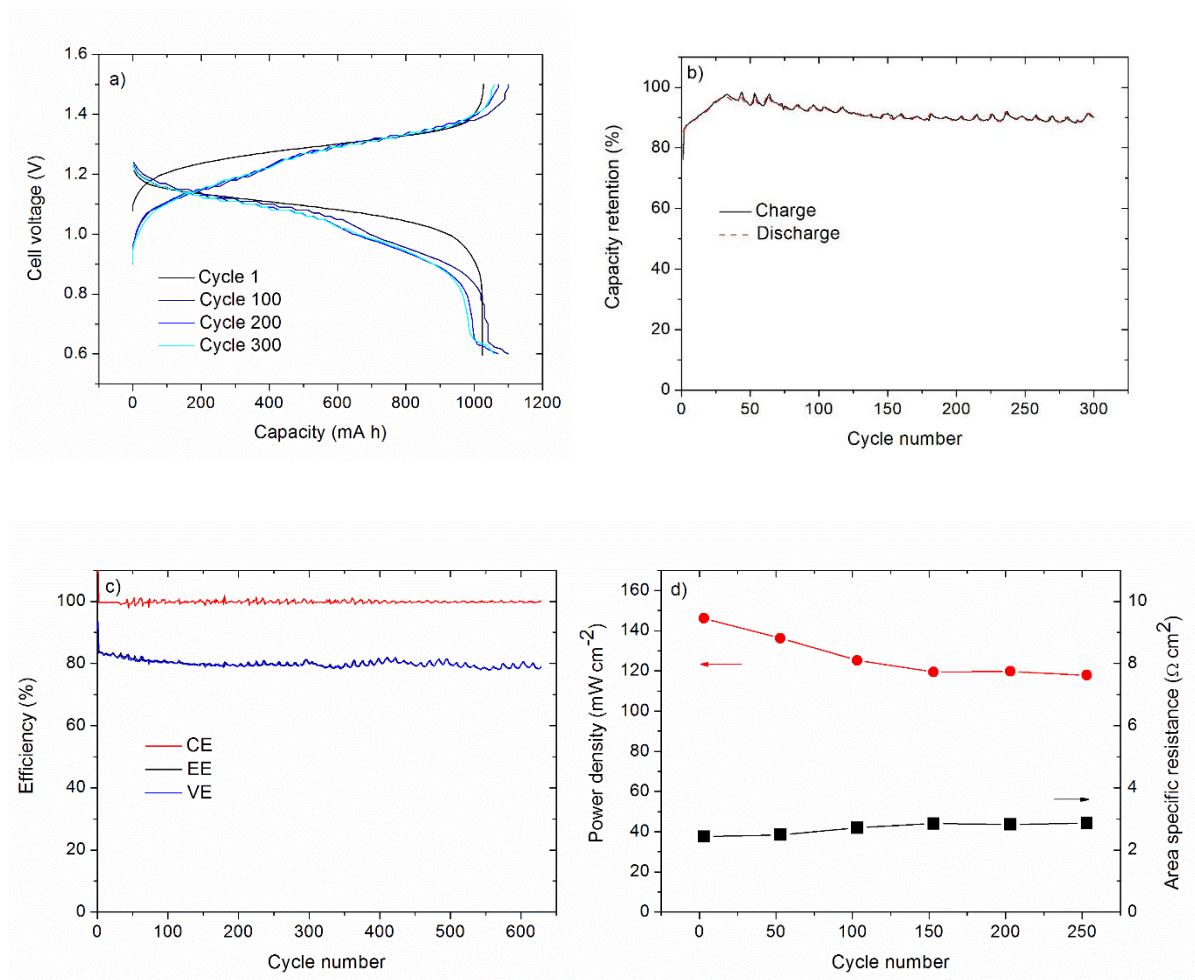 a)
Cell voltage (V)
1.6
1.4
1.2
1.0
0.8
0.6
Cycle 1
Cycle 100
Cycle 200
Cycle 300
0 200 400 600 800 1000 1200
Capacity (mA h)
b)
Capacity retention (%)
100
80
60
40
20
0
Charge
Discharge
0 50 100 150 200 250 300
Cycle number
c)
Efficiency (%)
100
80
60
40
20
0
CE
EE
VE
0 100 200 300 400 500 600
Cycle number
d)
Power density (mW cm⁻²)
160
140
120
100
80
60
40
20
0
10
8
6
4
2
0
Area specific resistance (Ω cm²)
0 50 100 150 200 250
Cycle number